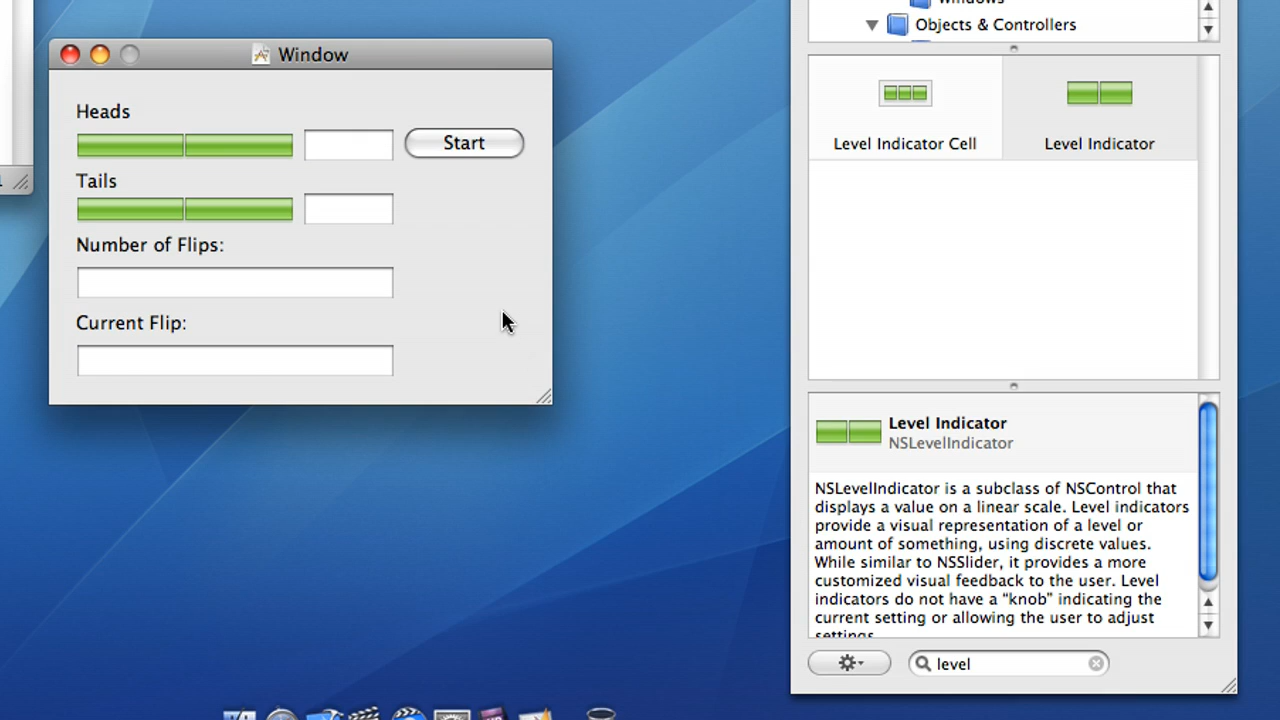 Windows
Objects & Controllers
Window
Heads
Start
Tails
Number of Flips:
Current Flip:
Level Indicator Cell
Level Indicator
Level Indicator
NSLevelIndicator
NSLevelIndicator is a subclass of NSControl that
displays a value on a linear scale. Level indicators
provide a visual representation of a level or
amount of something, using discrete values.
While similar to NSSlider, it provides a more
customized visual feedback to the user. Level
indicators do not have a “knob” indicating the
current setting or allowing the user to adjust
settings.
level